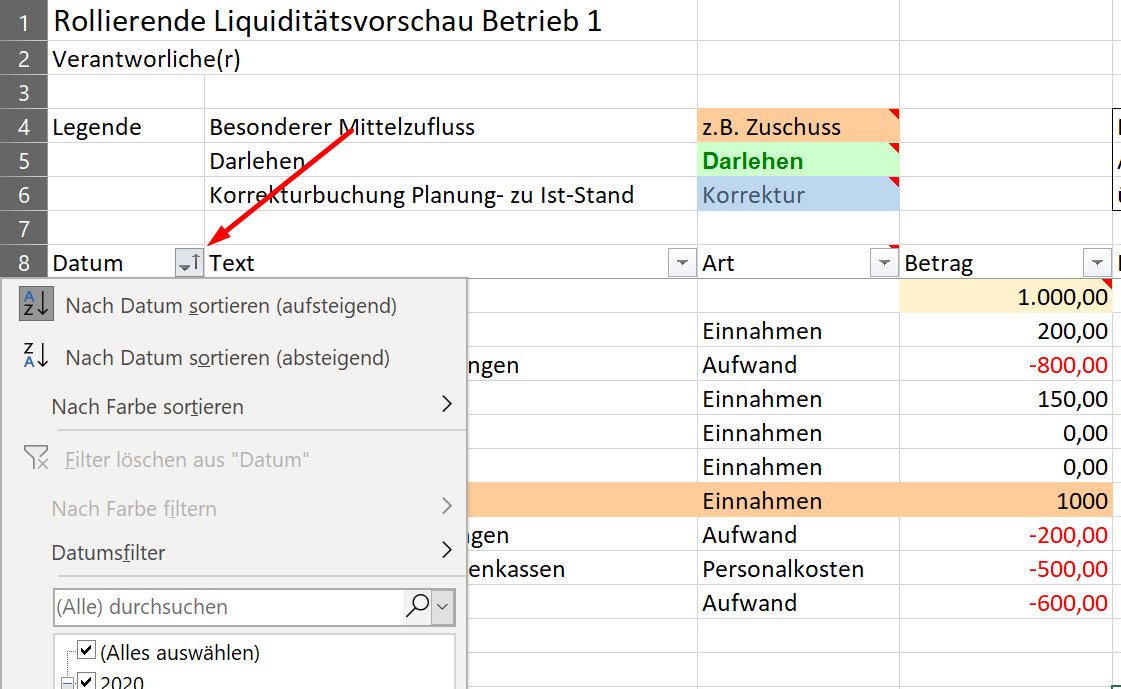 1 Rollierende Liquiditätsvorschau Betrieb 1
2 Verantworliche(r)
3
4 Legende Besonderer Mittelzufluss z.B. Zuschuss
5 Darlehen Darlehen
6 Korrekturbuchung Planung- zu Ist-Stand Korrektur
7
8 Datum Text Art Betrag
1.000,00
Einnahmen 200,00
ngen Aufwand -800,00
Einnahmen 150,00
Einnahmen 0,00
Einnahmen 0,00
Einnahmen 1000
gen Aufwand -200,00
enkassen Personalkosten -500,00
Aufwand -600,00
Nach Datum sortieren (aufsteigend)
Nach Datum sortieren (absteigend)
Nach Farbe sortieren
Filter löschen aus "Datum"
Nach Farbe filtern
Datumsfilter
(Alle) durchsuchen
(Alles auswählen)
2020